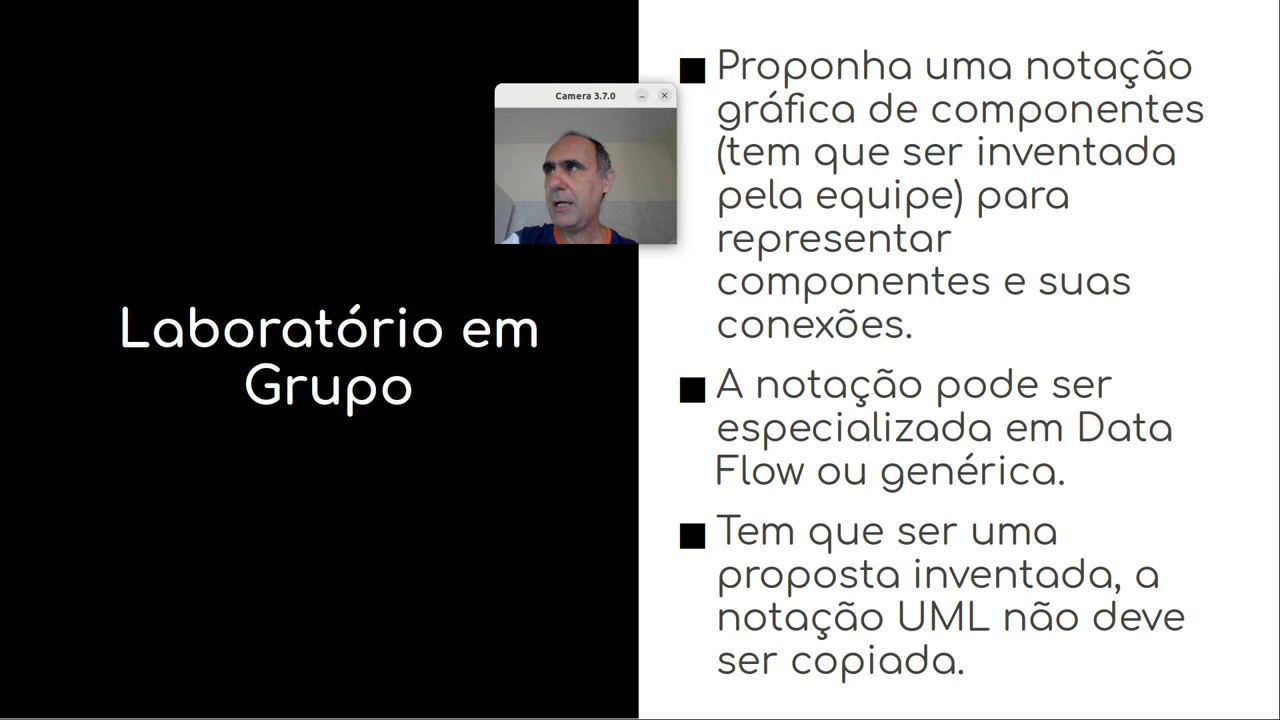 Camera 3.7.0
Laboratório em
Grupo
Proponha uma notação
gráfica de componentes
(tem que ser inventada
pela equipe) para
representar
componentes e suas
conexões.
A notação pode ser
especializada em Data
Flow ou genérica.
Tem que ser uma
proposta inventada, a
notação UML não deve
ser copiada.